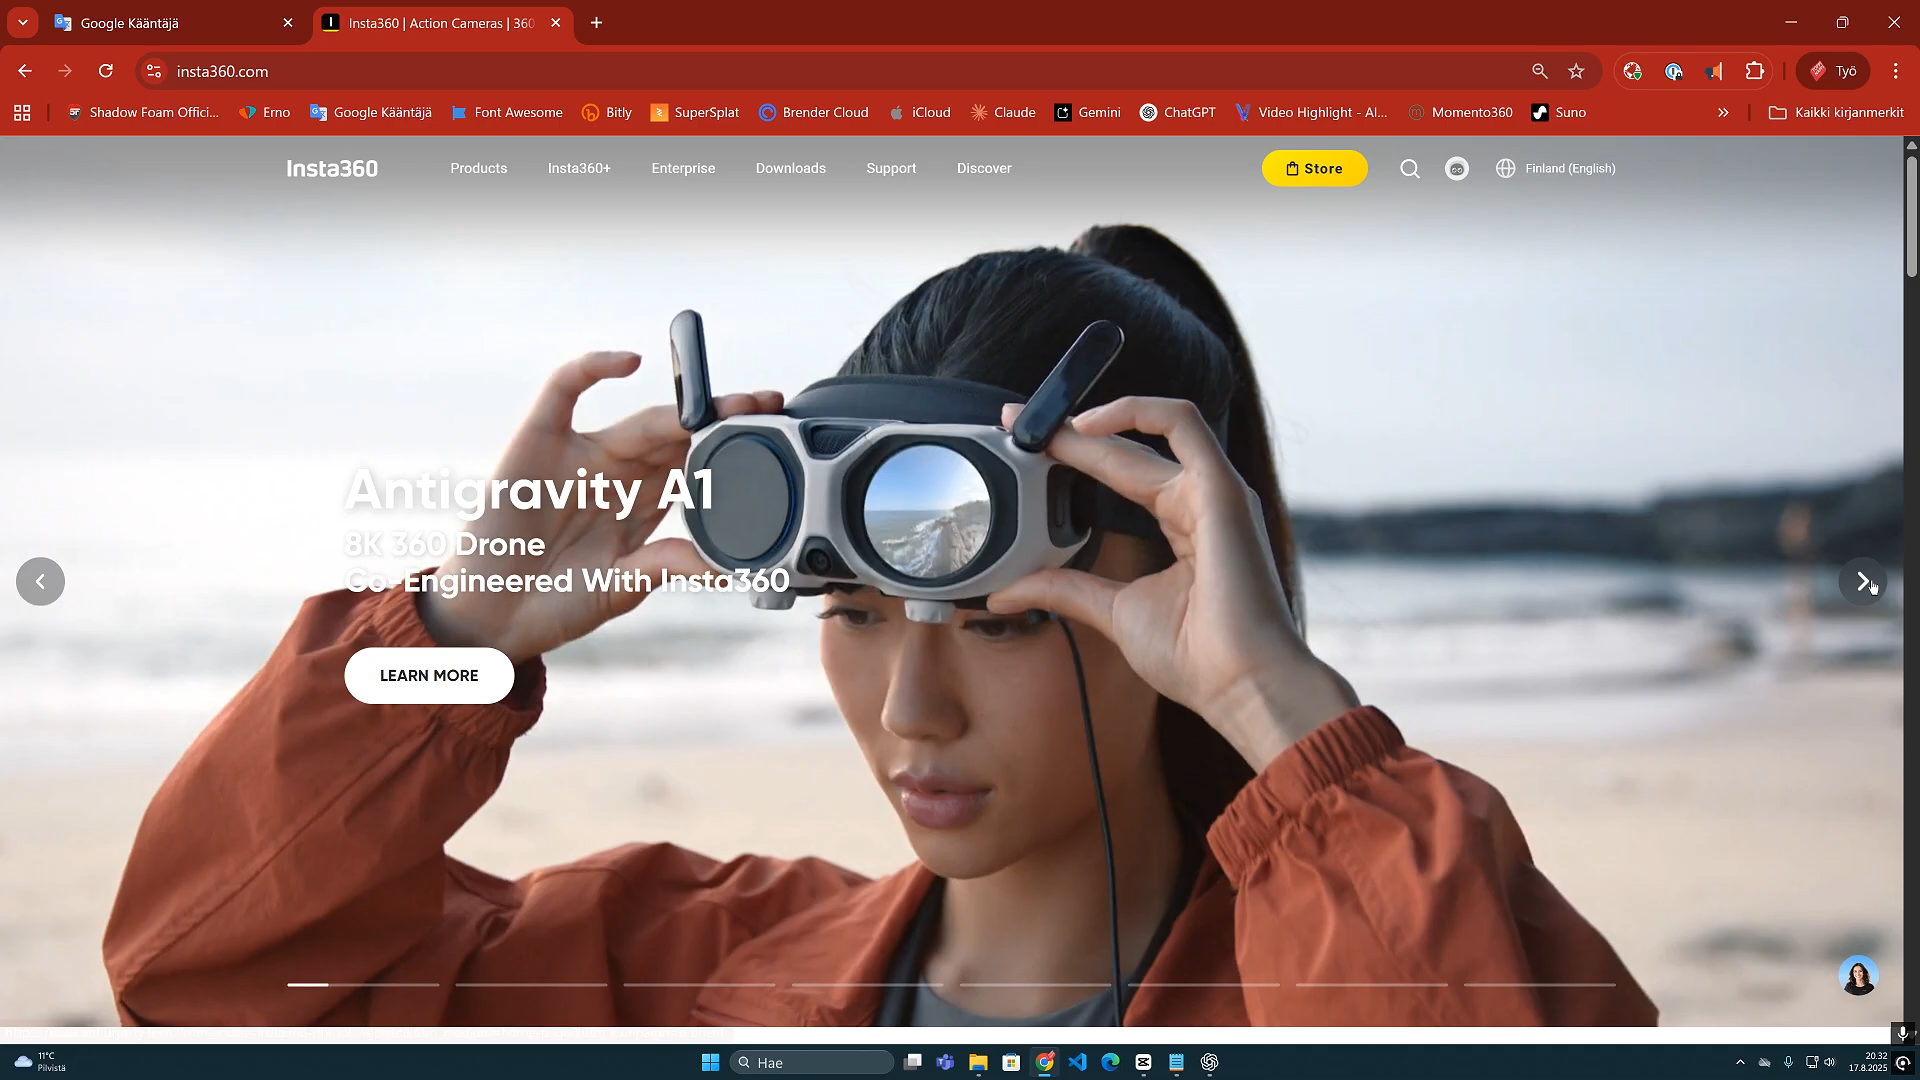 Google Kääntäjä
Insta360 | Action Cameras | 360
insta360.com
Työ
Shadow Foam Offici...
Erno
Google Kääntäjä
Font Awesome
Bitly
SuperSplat
Brender Cloud
iCloud
Claude
Gemini
ChatGPT
Video Highlight - AI...
Momento360
Suno
Kaikki kirjanmerkit
Insta360
Products
Insta360+
Enterprise
Downloads
Support
Discover
Store
Finland (English)
Antigravity A1
8K 360 Drone
Co-Engineered With Insta360
LEARN MORE
11°C
Pilvistä
Hae
20.32
17.8.2025